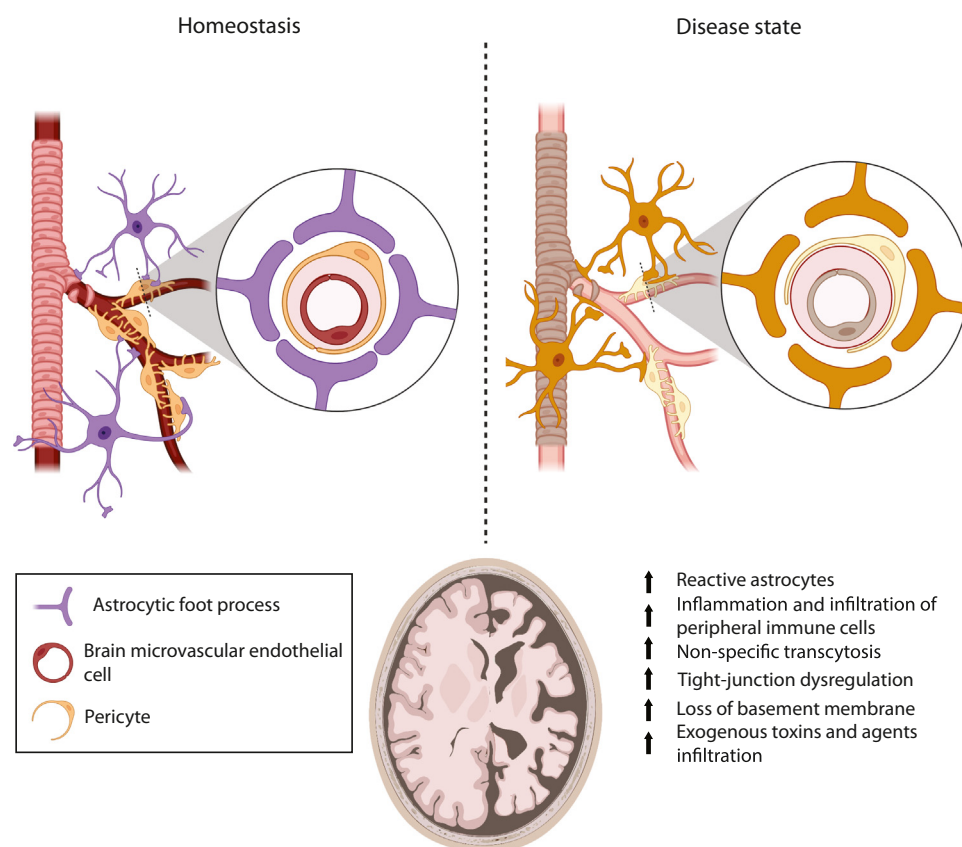 Homeostasis
Disease state
Astrocytic foot process
Brain microvascular endothelial
cell
Pericyte
Reactive astrocytes
Inflammation and infiltration of
peripheral immune cells
Non-specific transcytosis
Tight-junction dysregulation
Loss of basement membrane
Exogenous toxins and agents
infiltration